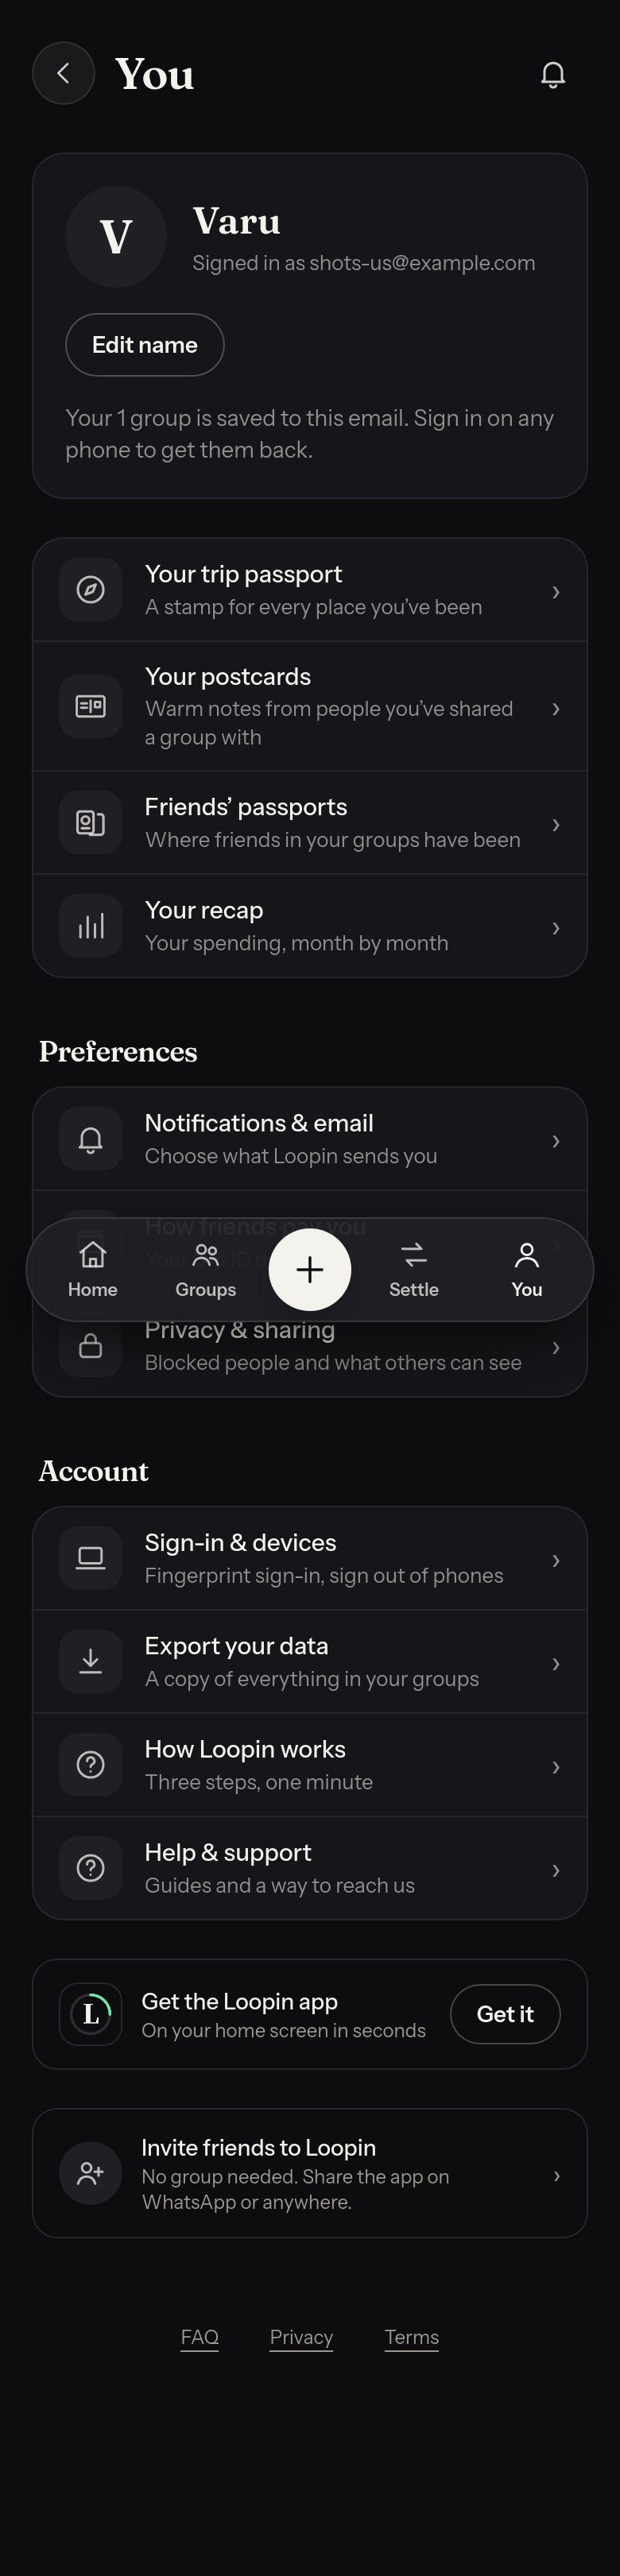 You
V
Varu
Signed in as shots-us@example.com
Edit name
Your 1 group is saved to this email. Sign in on any
phone to get them back.
Your trip passport
A stamp for every place you’ve been
Your postcards
Warm notes from people you’ve shared
a group with
Friends’ passports
Where friends in your groups have been
Your recap
Your spending, month by month
Preferences
Notifications & email
Choose what Loopin sends you
How friends pay you
Home
Groups
Settle
You
Privacy & sharing
Blocked people and what others can see
Account
Sign-in & devices
Fingerprint sign-in, sign out of phones
Export your data
A copy of everything in your groups
How Loopin works
Three steps, one minute
Help & support
Guides and a way to reach us
L
Get the Loopin app
On your home screen in seconds
Get it
Invite friends to Loopin
No group needed. Share the app on
WhatsApp or anywhere.
FAQ
Privacy
Terms